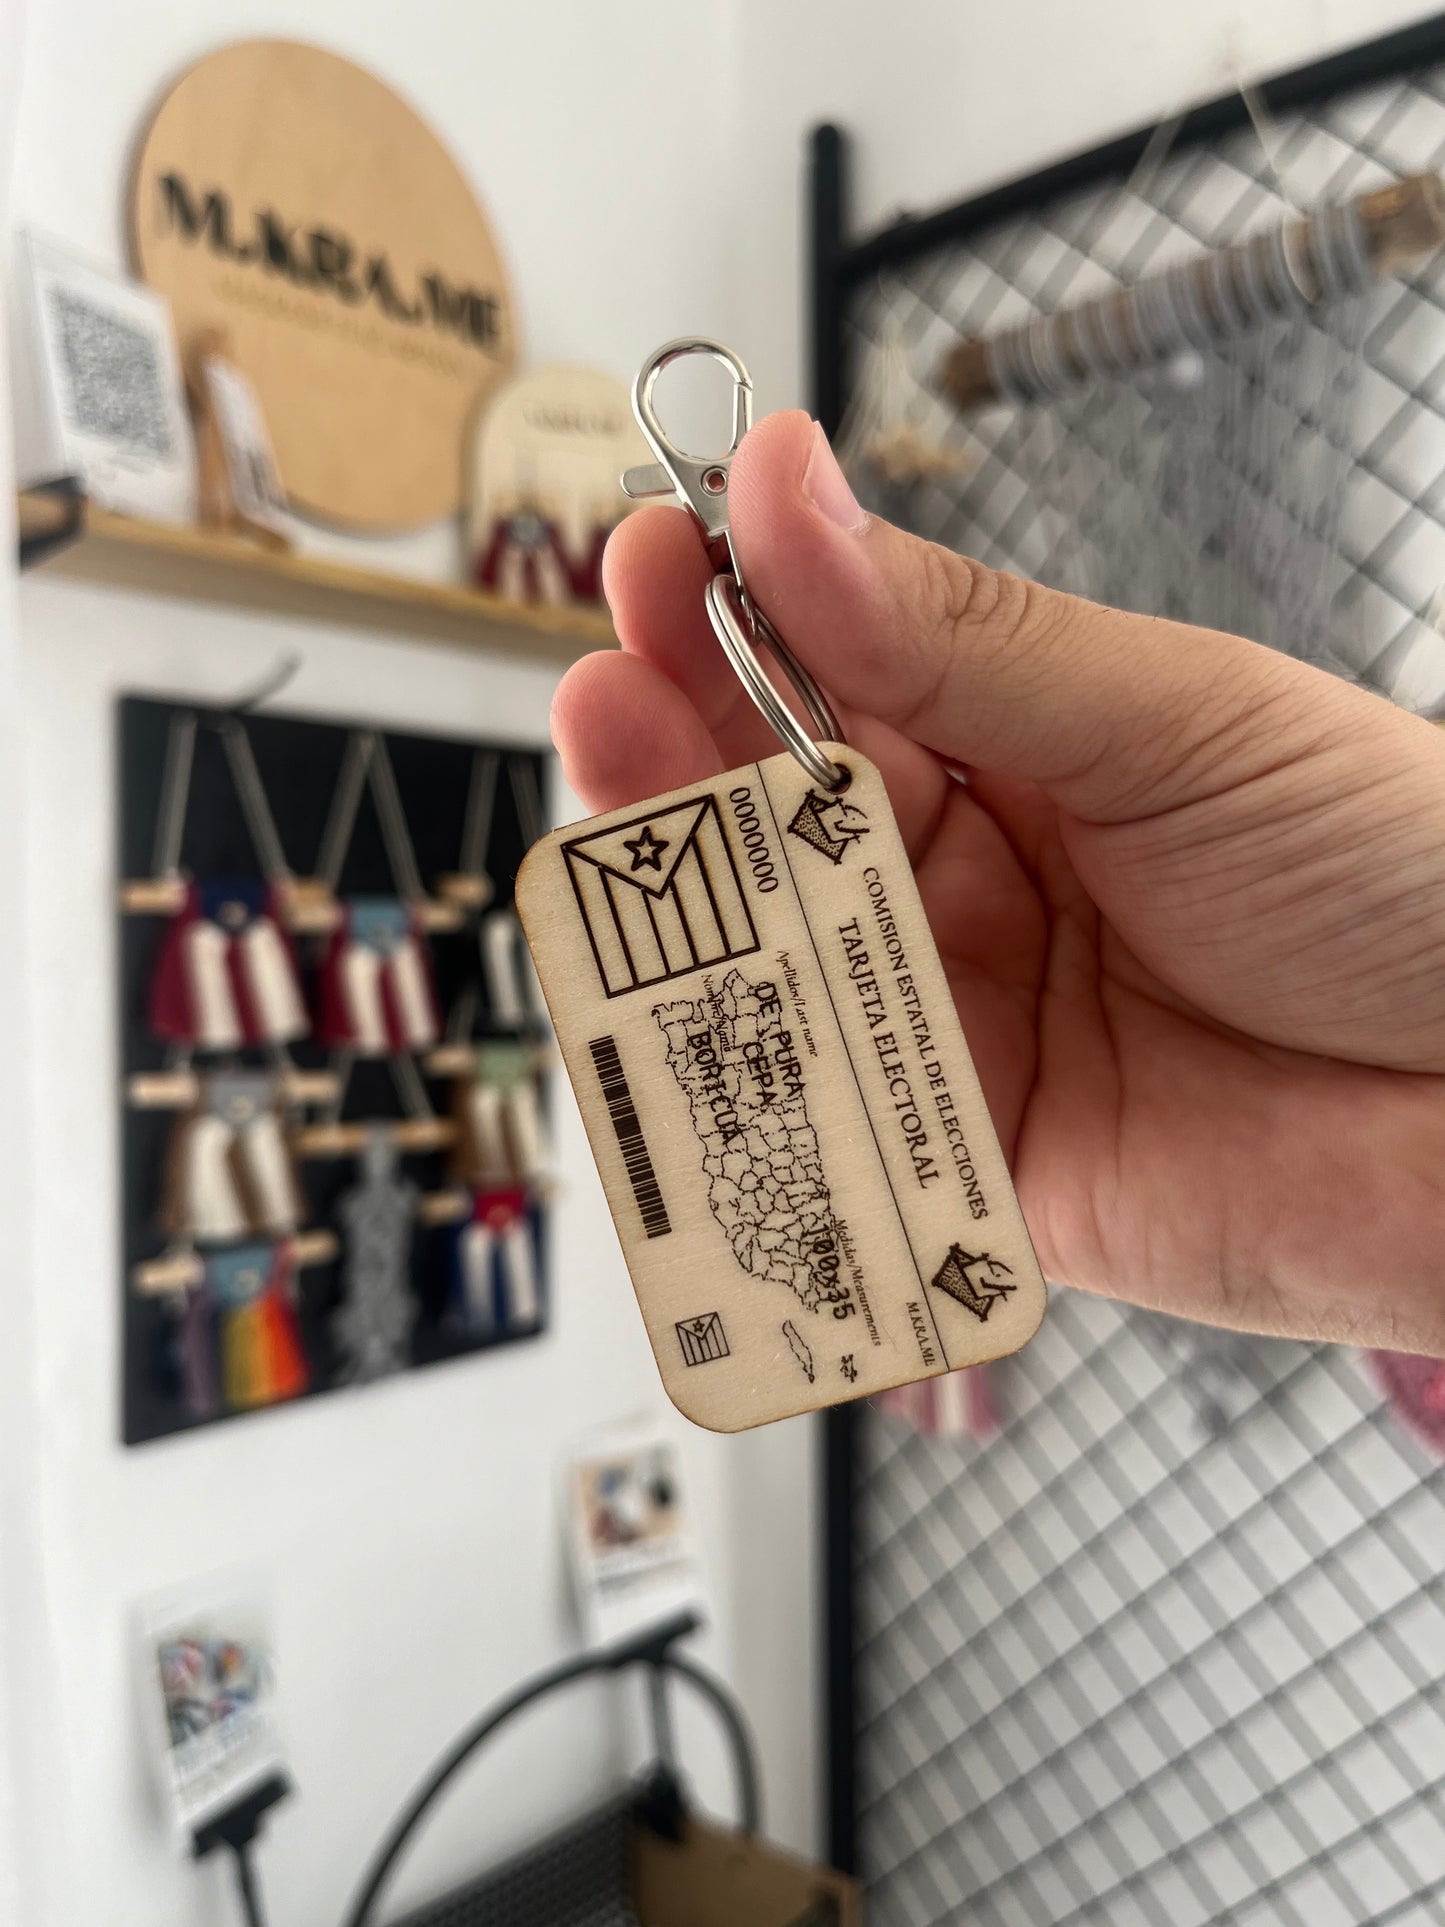 M.KRA.ME
COMISION ESTATAL DE ELECCIONES
TARJETA ELECTORAL
0000000
Apellidos/Last name
DE PURA
CEPA
Nombre/Name
BORICUA
Medidas/Measurements
100x35
M.KRA.ME